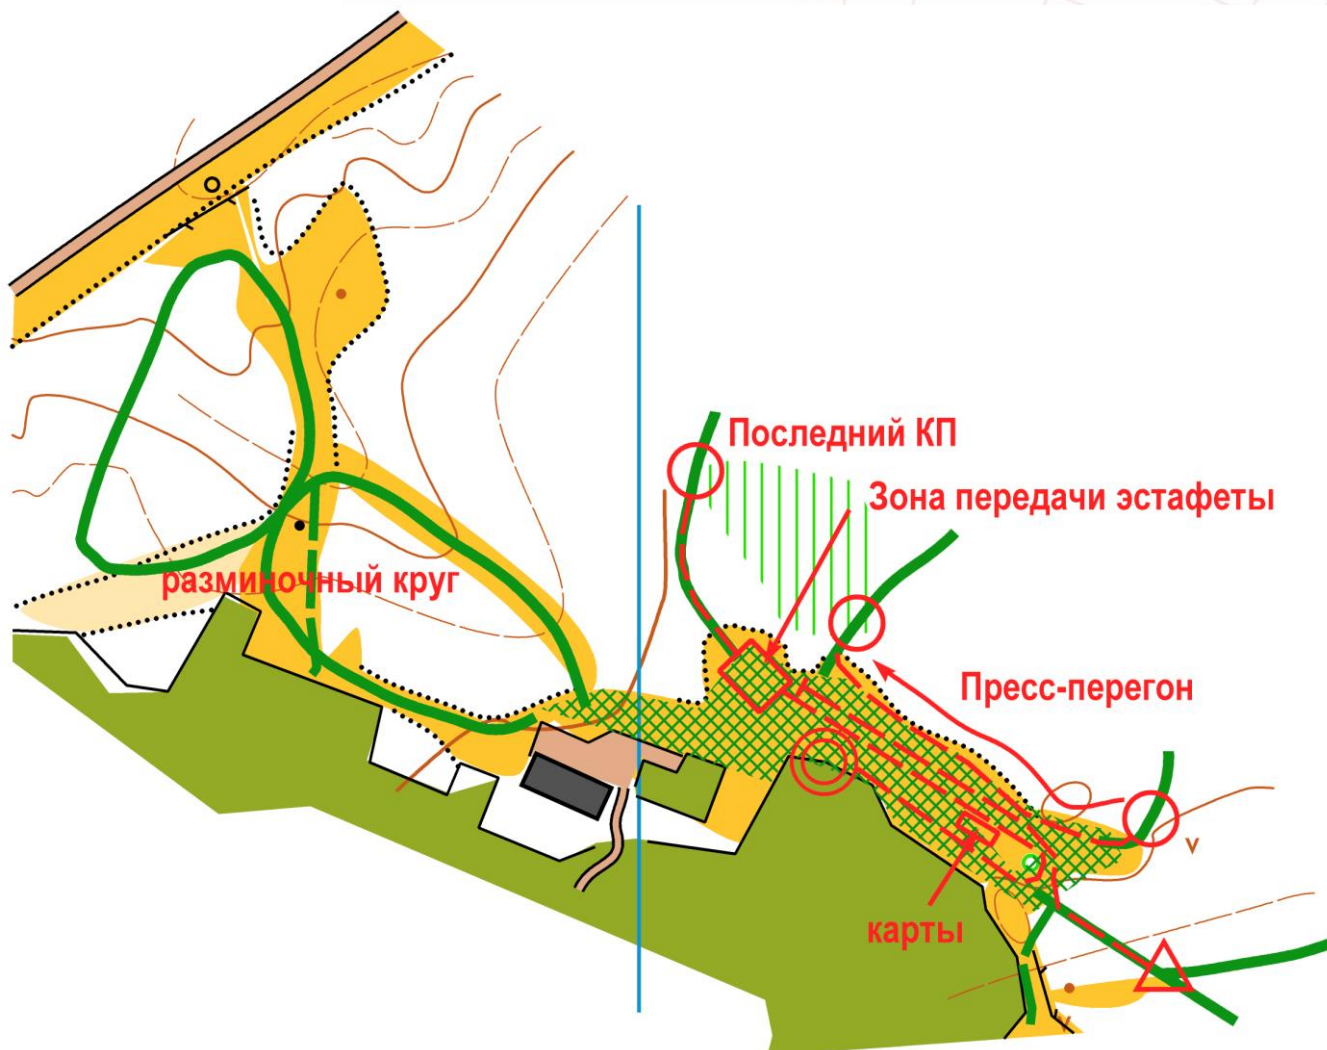 Последний КП
Зона передачи эстафеты
разминочный круг
Пресс-перегон
карты